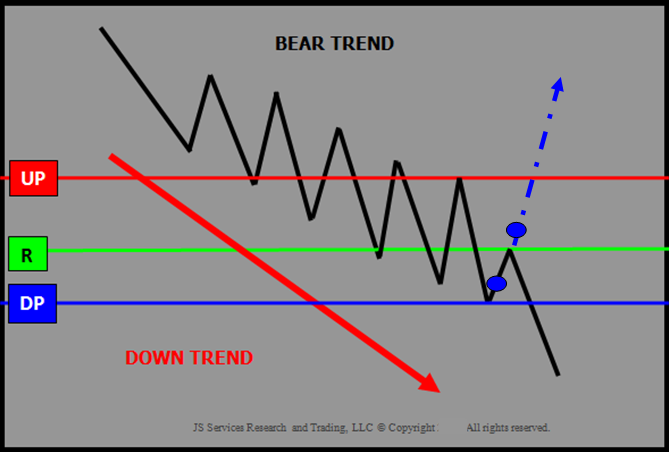 BEAR TREND
UP
R
DP
DOWN TREND
JS Services Research and Trading, LLC © Copyright All rights reserved.